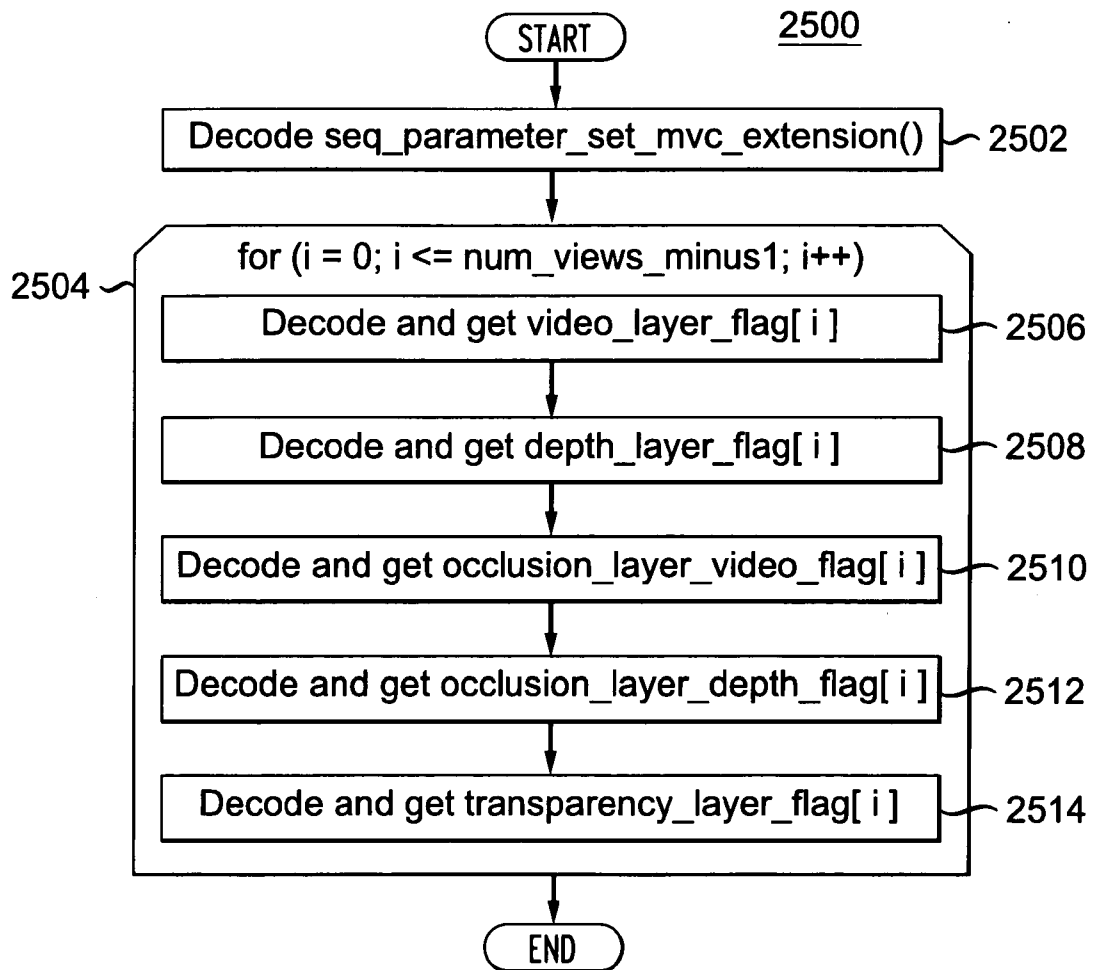 START
2500
Decode seq_parameter_set_mvc_extension()
2502
for (i = 0; i <= num_views_minus1; i++)
2504
Decode and get video_layer_flag[ i ]
2506
Decode and get depth_layer_flag[ i ]
2508
Decode and get occlusion_layer_video_flag[ i ]
2510
Decode and get occlusion_layer_depth_flag[ i ]
2512
Decode and get transparency_layer_flag[ i ]
2514
END